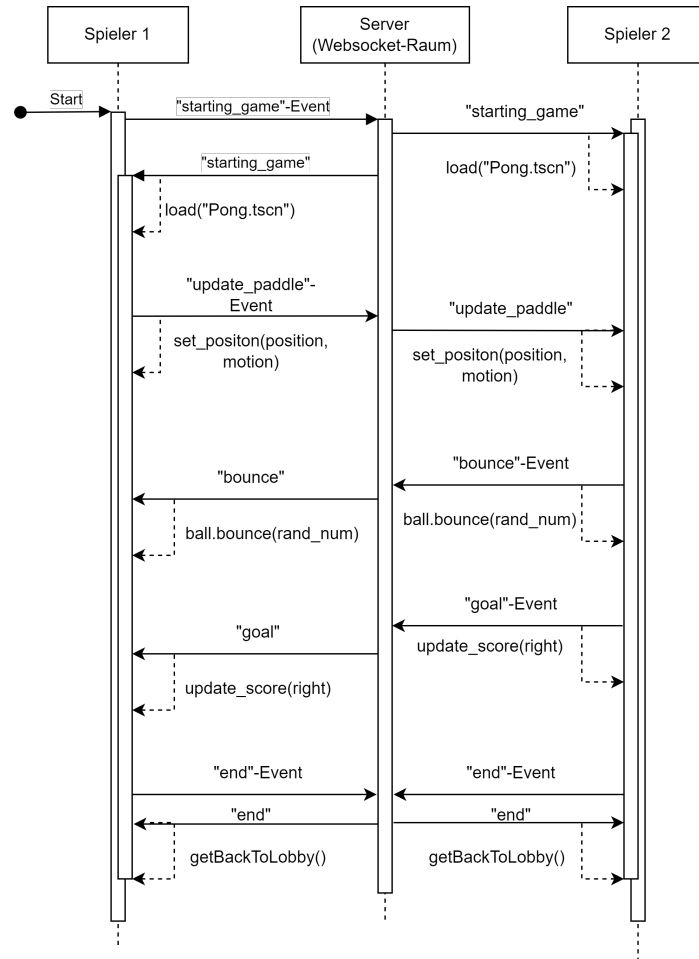 Spieler 1
Server
(Websocket-Raum)
Spieler 2
Start
"starting_game"-Event
"starting_game"
"starting_game"
load("Pong.tscn")
load("Pong.tscn")
"update_paddle"-
Event
"update_paddle"
set_positon(position,
motion)
set_positon(position,
motion)
"bounce"-Event
"bounce"
ball.bounce(rand_num)
ball.bounce(rand_num)
"goal"-Event
"goal"
update_score(right)
update_score(right)
"end"-Event
"end"-Event
"end"
"end"
getBackToLobby()
getBackToLobby()